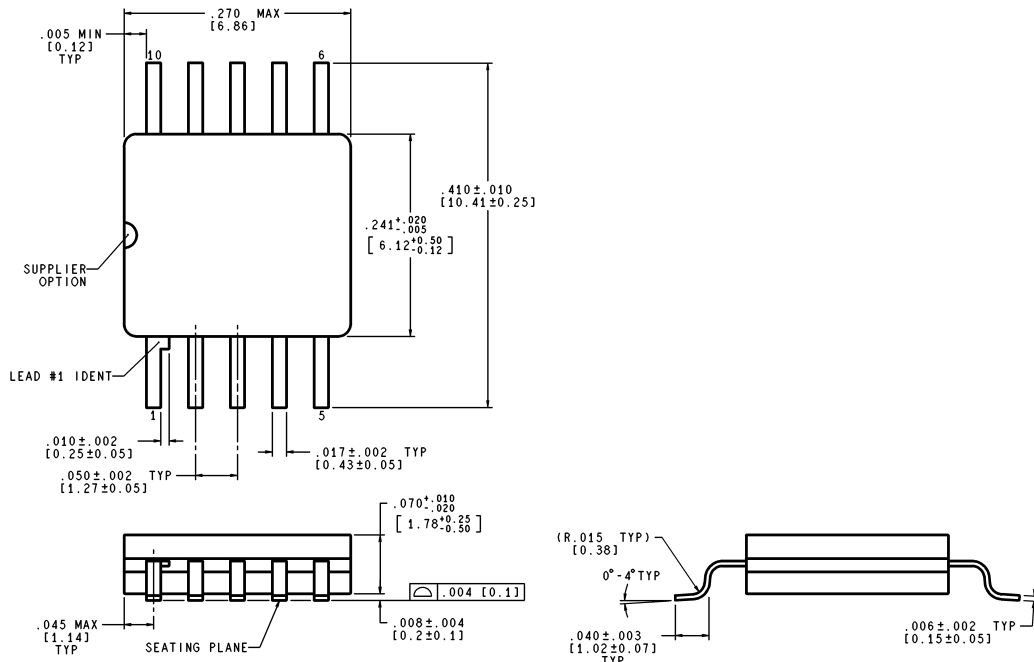 .270 MAX
[6.86]
.005 MIN
[0.12]
TYP
10
6
.410±.010
[10.41±0.25]
.241+.020
-.005
[ 6.12+0.50
-0.12 ]
SUPPLIER
OPTION
LEAD #1 IDENT
1
5
.010±.002
[0.25±0.05]
.017±.002 TYP
[0.43±0.05]
.050±.002 TYP
[1.27±0.05]
.070+.010
-.020
[ 1.78+0.25
-0.50 ]
(R.015 TYP)
[0.38]
0°-4°TYP
.004 [0.1]
.045 MAX
[1.14]
TYP
SEATING PLANE
.008±.004
[0.2±0.1]
.040±.003
[1.02±0.07]
TYP
.006±.002 TYP
[0.15±0.05]